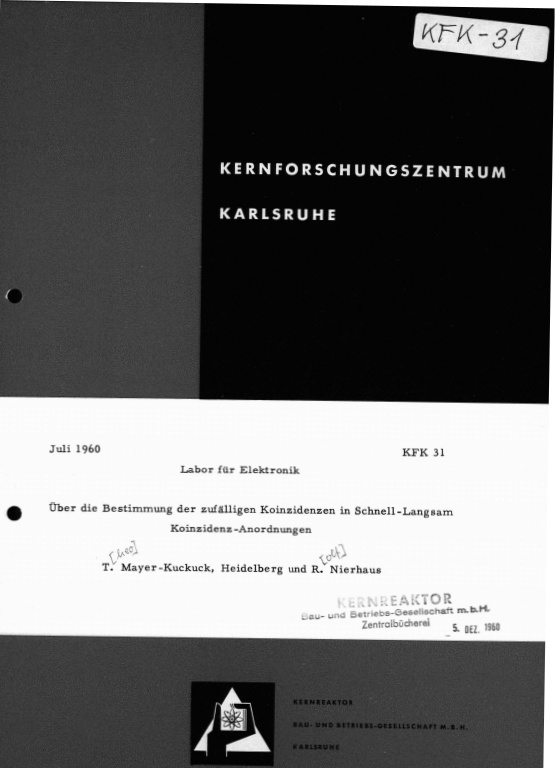 KFK-31
KERNFORSCHUNGSZENTRUM
KARLSRUHE
Juli 1960
KFK 31
Labor für Elektronik
Über die Bestimmung der zufälligen Koinzidenzen in Schnell-Langsam
Koinzidenz-Anordnungen
[heo] [olf]
T. Mayer-Kuckuck, Heidelberg und R. Nierhaus
KERNREAKTOR
Bau- und Betriebs-Gesellschaft m.b.H.
Zentralbücherei
5. DEZ. 1960
KERNREAKTOR
BAU- UND BETRIEBS-GESELLSCHAFT M.B.H.
KARLSRUHE